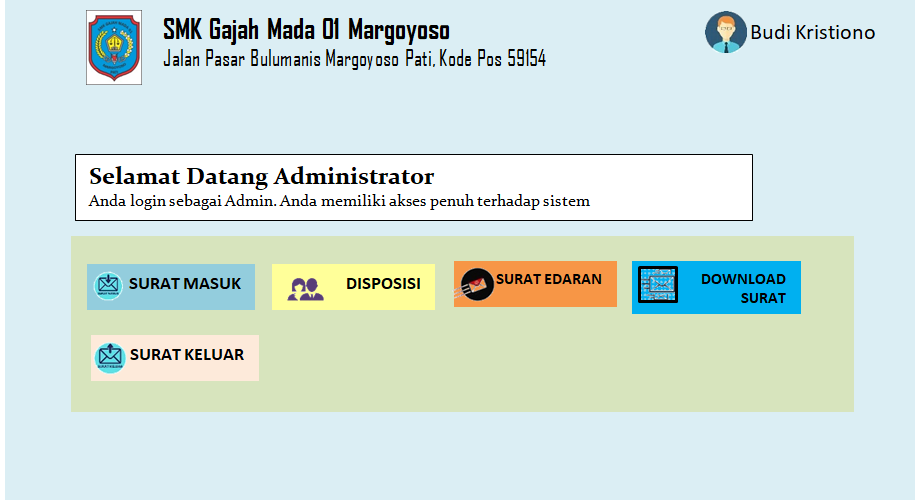 SMK Gajah Mada 01 Margoyoso
Jalan Pasar Bulumanis Margoyoso Pati, Kode Pos 59154
Budi Kristiono
Selamat Datang Administrator
Anda login sebagai Admin. Anda memiliki akses penuh terhadap sistem
SURAT MASUK
DISPOSISI
SURAT EDARAN
DOWNLOAD
SURAT
SURAT KELUAR